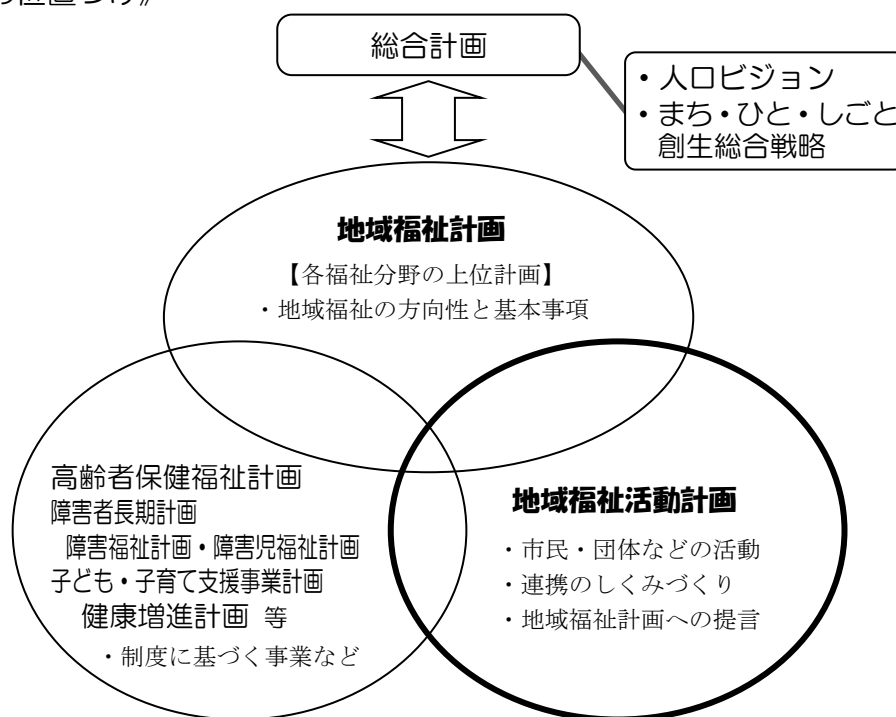 位置づけ》
総合計画
・人口ビジョン
・まち・ひと・しごと
創生総合戦略
地域福祉計画
【各福祉分野の上位計画】
・地域福祉の方向性と基本事項
高齢者保健福祉計画
障害者長期計画
障害福祉計画・障害児福祉計画
子ども・子育て支援事業計画
健康増進計画 等
・制度に基づく事業など
地域福祉活動計画
・市民・団体などの活動
・連携のしくみづくり
・地域福祉計画への提言